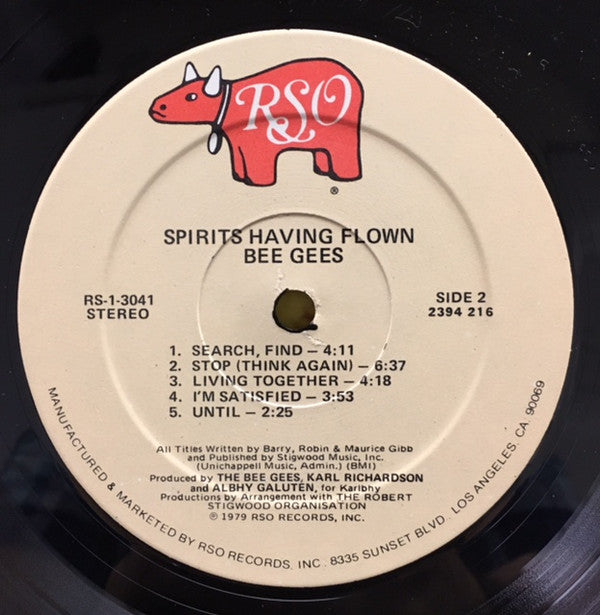 RSO
®
SPIRITS HAVING FLOWN
BEE GEES
RS-1-3041
STEREO
SIDE 2
2394 216
1. SEARCH, FIND – 4:11
2. STOP (THINK AGAIN) – 6:37
3. LIVING TOGETHER – 4:18
4. I'M SATISFIED – 3:53
5. UNTIL – 2:25
All Titles Written by Barry, Robin & Maurice Gibb
and Published by Stigwood Music, Inc.
(Unichappell Music, Admin.) (BMI)
Produced by THE BEE GEES, KARL RICHARDSON
and ALBHY GALUTEN, for Karlbhy
Productions by Arrangement with THE ROBERT
STIGWOOD ORGANISATION
℗ 1979 RSO RECORDS, INC.
MANUFACTURED & MARKETED BY RSO RECORDS, INC. 8335 SUNSET BLVD. LOS ANGELES, CA. 90069